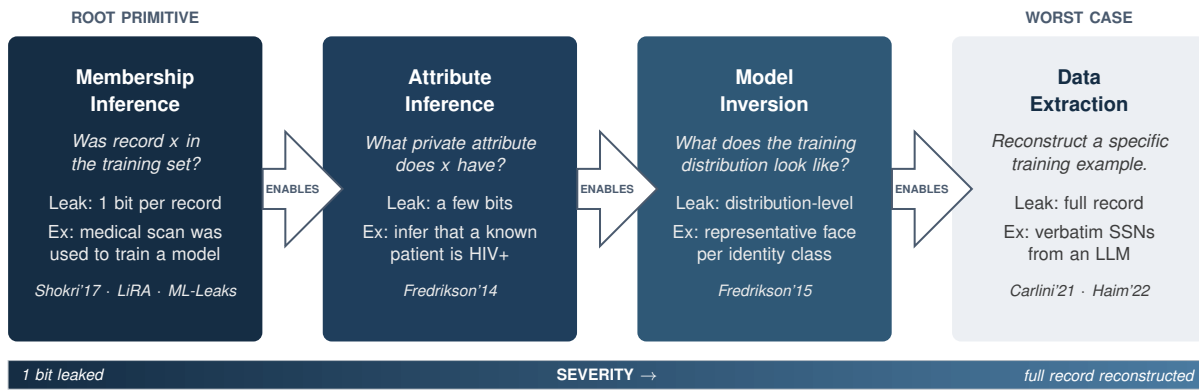 ROOT PRIMITIVE
WORST CASE
Membership
Inference
Was record x in
the training set?
Leak: 1 bit per record
Ex: medical scan was
used to train a model
Shokri'17 · LiRA · ML-Leaks
ENABLES
Attribute
Inference
What private attribute
does x have?
Leak: a few bits
Ex: infer that a known
patient is HIV+
Fredrikson'14
ENABLES
Model
Inversion
What does the training
distribution look like?
Leak: distribution-level
Ex: representative face
per identity class
Fredrikson'15
ENABLES
Data
Extraction
Reconstruct a specific
training example.
Leak: full record
Ex: verbatim SSNs
from an LLM
Carlini'21 · Haim'22
1 bit leaked
SEVERITY →
full record reconstructed